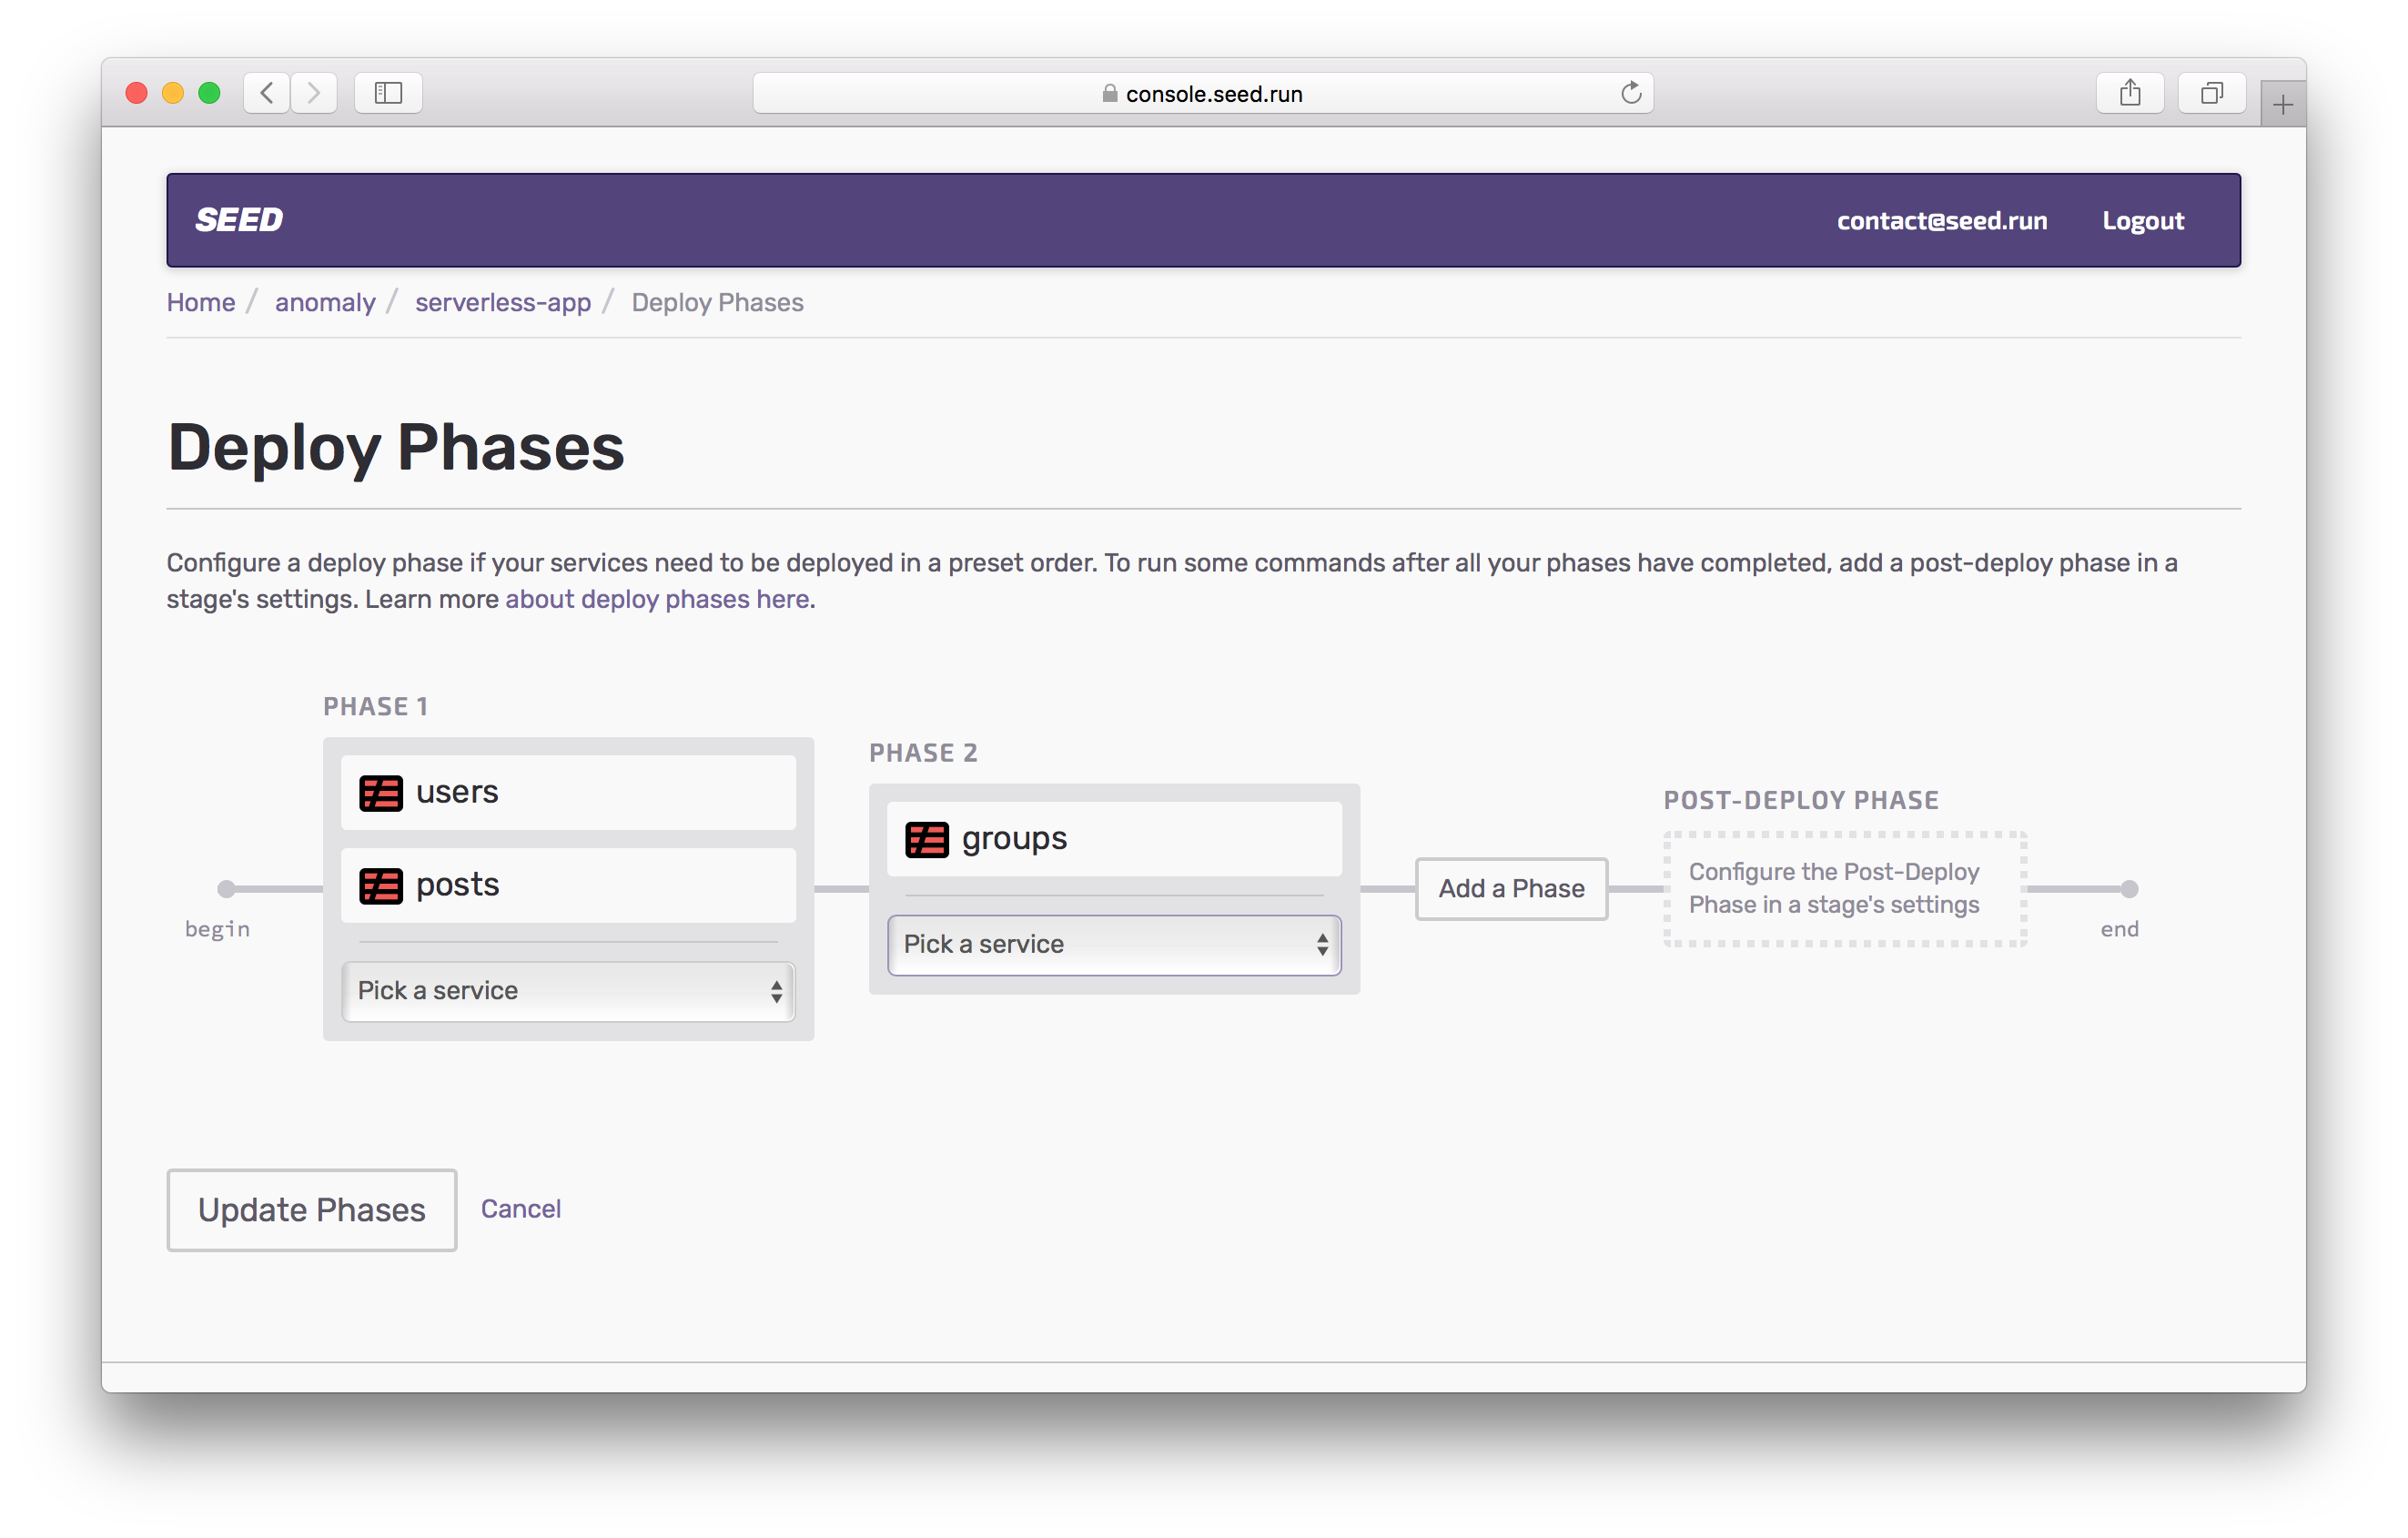 console.seed.run
SEED
contact@seed.run
Logout
Home / anomaly / serverless-app / Deploy Phases
Deploy Phases
Configure a deploy phase if your services need to be deployed in a preset order. To run some commands after all your phases have completed, add a post-deploy phase in a
stage's settings. Learn more about deploy phases here.
begin
PHASE 1
users
posts
Pick a service
PHASE 2
groups
Pick a service
Add a Phase
POST-DEPLOY PHASE
Configure the Post-Deploy
Phase in a stage's settings
end
Update Phases
Cancel